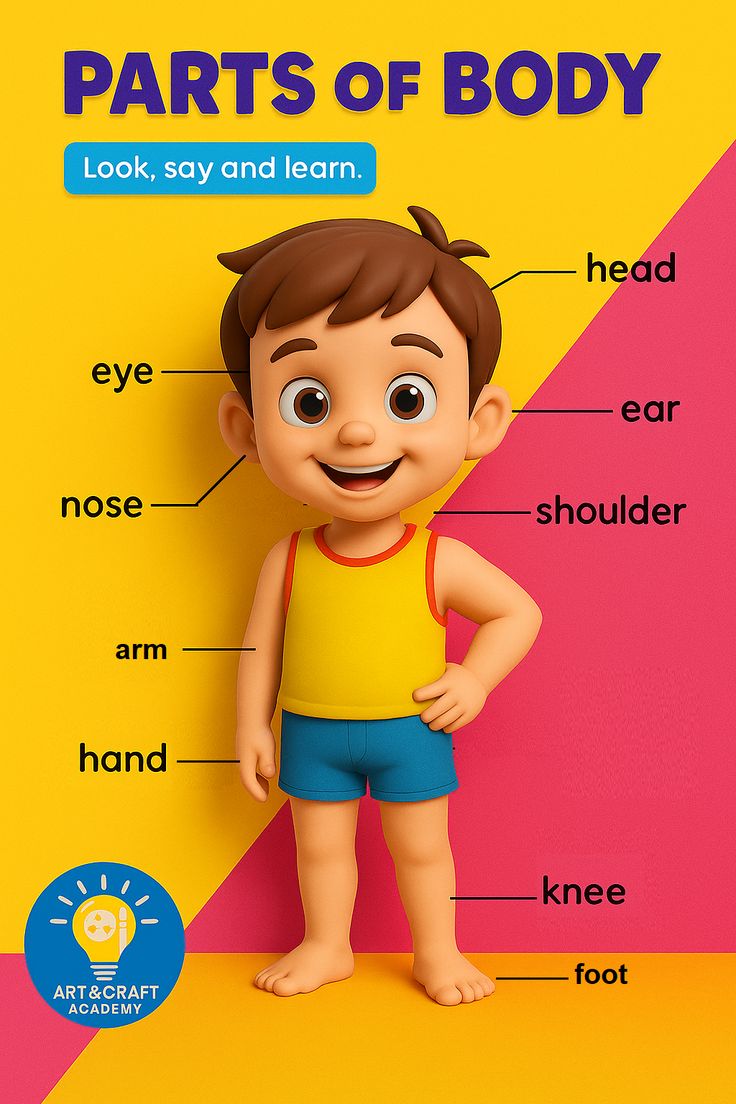 PARTS OF BODY
Look, say and learn.
head
eye
ear
nose
shoulder
arm
hand
knee
foot
ART&CRAFT
ACADEMY